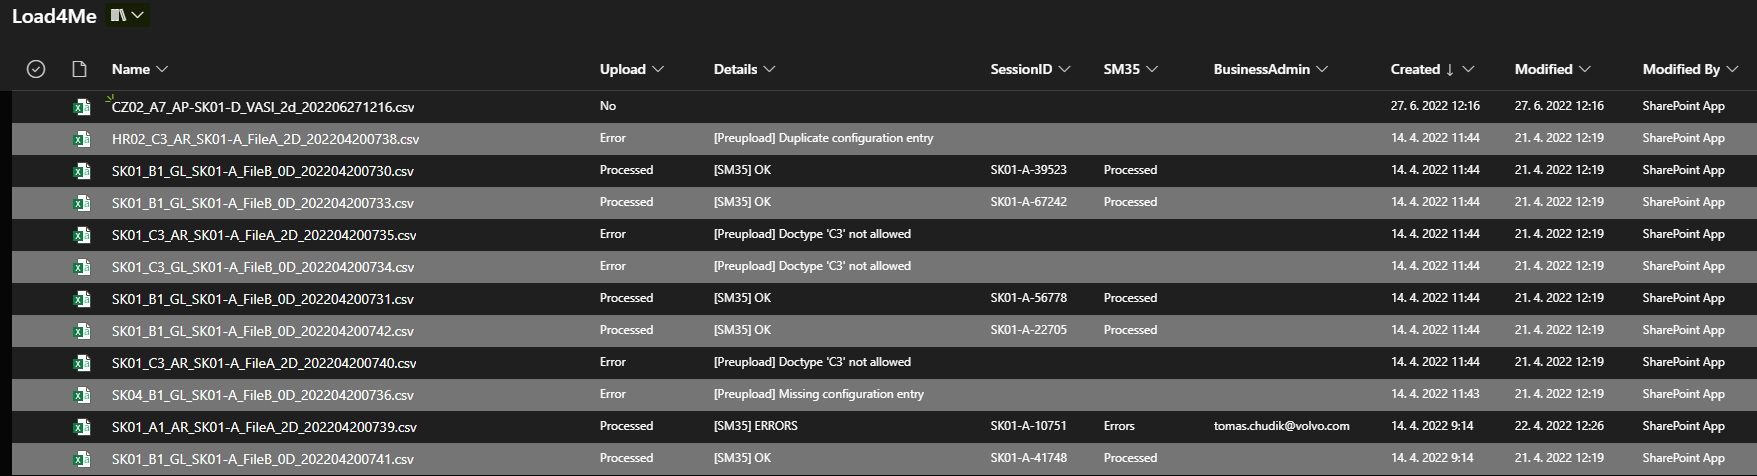 Load4Me
Name Upload Details SessionID SM35 BusinessAdmin Created ↓ Modified Modified By
CZ02_A7_AP-SK01-D_VASI_2d_202206271216.csv No 27. 6. 2022 12:16 27. 6. 2022 12:16 SharePoint App
HR02_C3_AR_SK01-A_FileA_2D_202204200738.csv Error [Preupload] Duplicate configuration entry 14. 4. 2022 11:44 21. 4. 2022 12:19 SharePoint App
SK01_B1_GL_SK01-A_FileB_0D_202204200730.csv Processed [SM35] OK SK01-A-39523 Processed 14. 4. 2022 11:44 21. 4. 2022 12:19 SharePoint App
SK01_B1_GL_SK01-A_FileB_0D_202204200733.csv Processed [SM35] OK SK01-A-67242 Processed 14. 4. 2022 11:44 21. 4. 2022 12:19 SharePoint App
SK01_C3_AR_SK01-A_FileA_2D_202204200735.csv Error [Preupload] Doctype 'C3' not allowed 14. 4. 2022 11:44 21. 4. 2022 12:19 SharePoint App
SK01_C3_GL_SK01-A_FileB_0D_202204200734.csv Error [Preupload] Doctype 'C3' not allowed 14. 4. 2022 11:44 21. 4. 2022 12:19 SharePoint App
SK01_B1_GL_SK01-A_FileB_0D_202204200731.csv Processed [SM35] OK SK01-A-56778 Processed 14. 4. 2022 11:44 21. 4. 2022 12:19 SharePoint App
SK01_B1_GL_SK01-A_FileB_0D_202204200742.csv Processed [SM35] OK SK01-A-22705 Processed 14. 4. 2022 11:44 21. 4. 2022 12:19 SharePoint App
SK01_C3_AR_SK01-A_FileA_2D_202204200740.csv Error [Preupload] Doctype 'C3' not allowed 14. 4. 2022 11:44 21. 4. 2022 12:19 SharePoint App
SK04_B1_GL_SK01-A_FileB_0D_202204200736.csv Error [Preupload] Missing configuration entry 14. 4. 2022 11:43 21. 4. 2022 12:19 SharePoint App
SK01_A1_AR_SK01-A_FileA_2D_202204200739.csv Processed [SM35] ERRORS SK01-A-10751 Errors tomas.chudik@volvo.com 14. 4. 2022 9:14 22. 4. 2022 12:26 SharePoint App
SK01_B1_GL_SK01-A_FileB_0D_202204200741.csv Processed [SM35] OK SK01-A-41748 Processed 14. 4. 2022 9:14 21. 4. 2022 12:19 SharePoint App